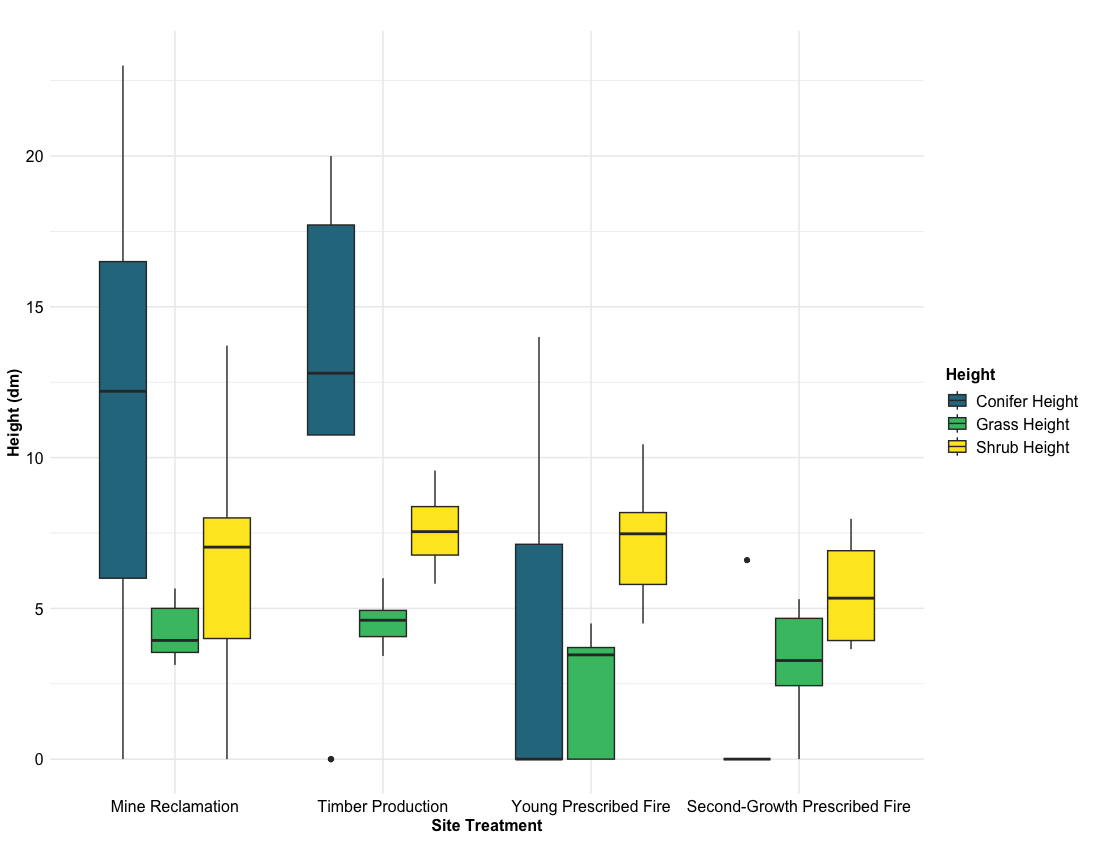 Height (dm)
20
15
10
5
0
Mine Reclamation
Timber Production
Young Prescribed Fire
Second-Growth Prescribed Fire
Site Treatment
Height
Conifer Height
Grass Height
Shrub Height